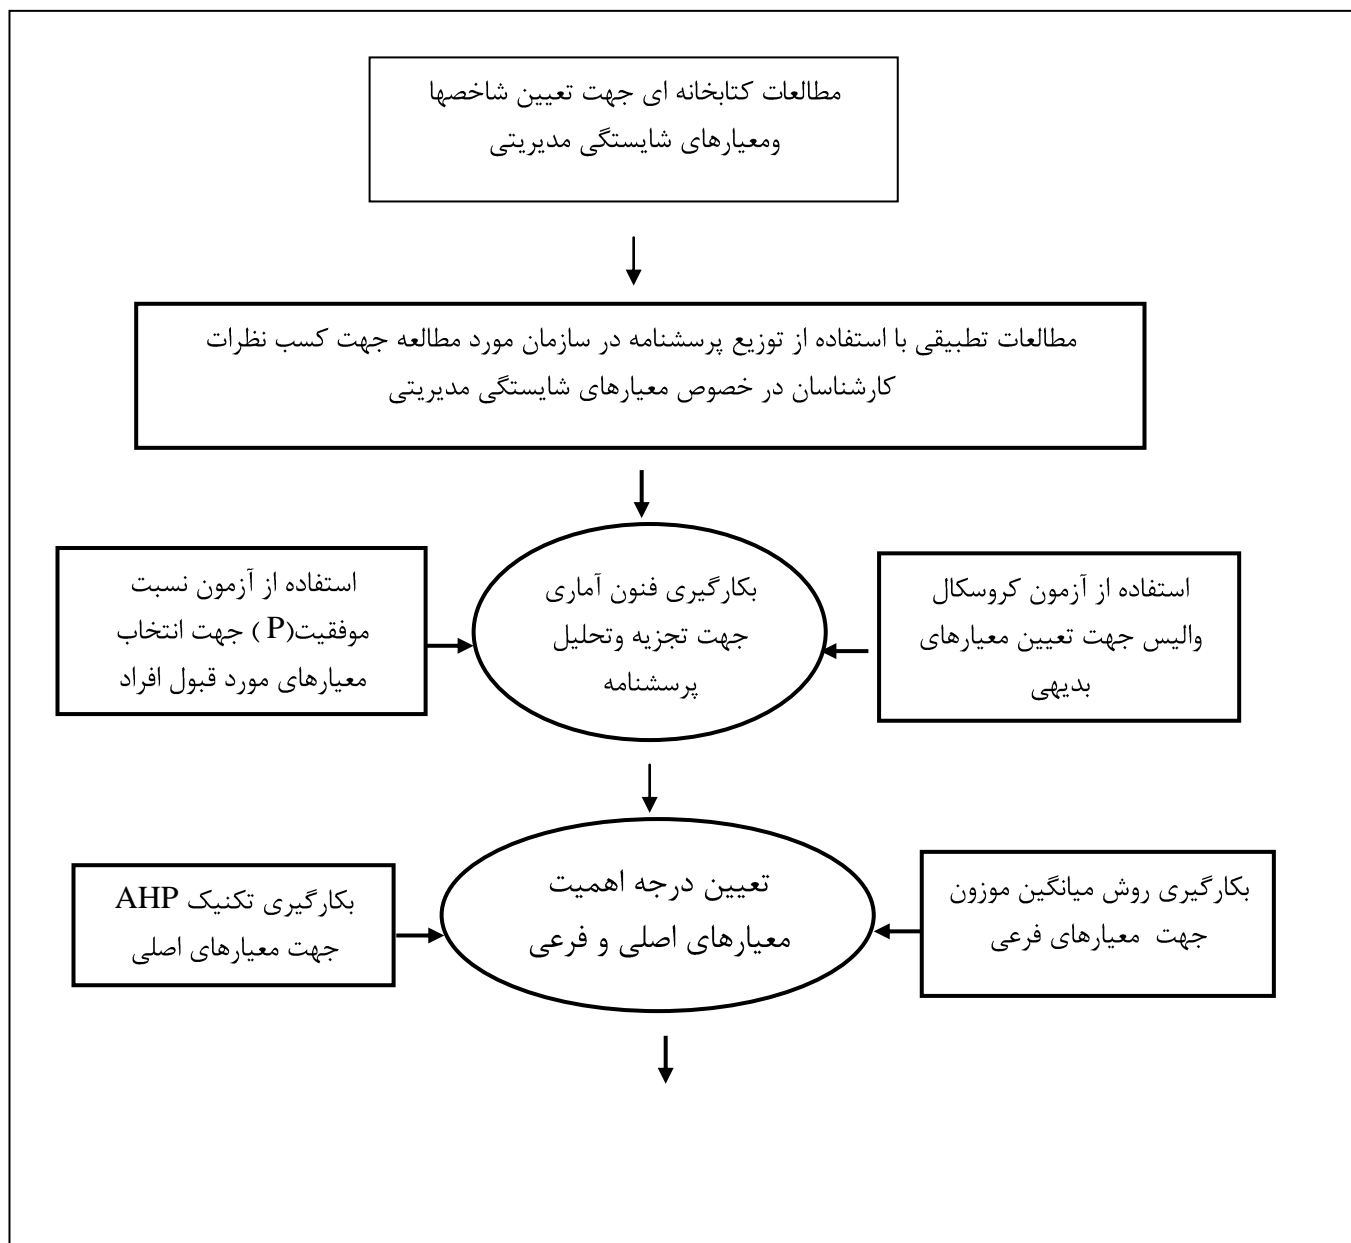 مطالعات کتابخانه ای جهت تعیین شاخصها
ومعیارهای شایستگی مدیریتی
مطالعات تطبیقی با استفاده از توزیع پرسشنامه در سازمان مورد مطالعه جهت کسب نظرات
کارشناسان در خصوص معیارهای شایستگی مدیریتی
استفاده از آزمون کروسکال
والیس جهت تعیین معیارهای
بدیهی
بکارگیری فنون آماری
جهت تجزیه وتحلیل
پرسشنامه
استفاده از آزمون نسبت
موفقیت(P ) جهت انتخاب
معیارهای مورد قبول افراد
بکارگیری روش میانگین موزون
جهت معیارهای فرعی
تعیین درجه اهمیت
معیارهای اصلی و فرعی
بکارگیری تکنیک AHP
جهت معیارهای اصلی